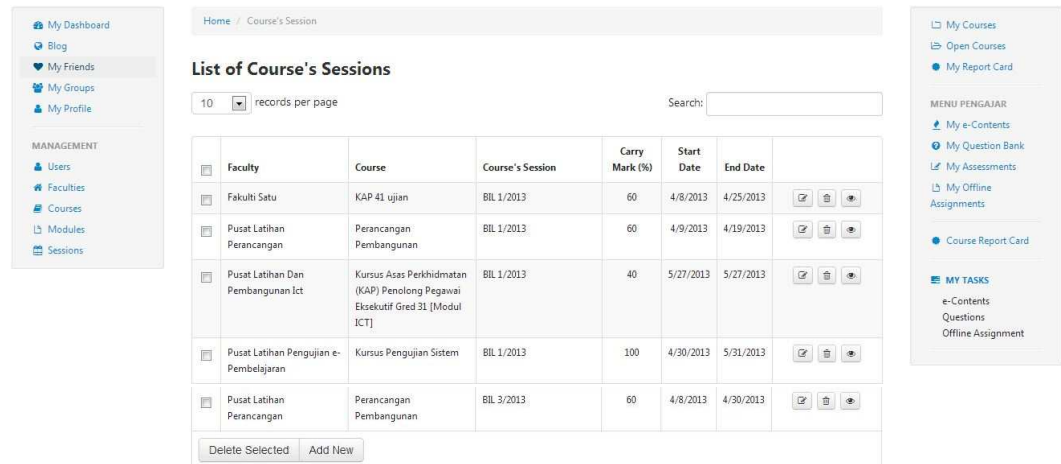 My Dashboard
Blog
My Friends
My Groups
My Profile
MANAGEMENT
Users
Faculties
Courses
Modules
Sessions
Home / Course's Session
List of Course's Sessions
10 records per page
Search:
Faculty Course Course's Session Carry Mark (%) Start Date End Date
Fakulti Satu KAP 41 ujian BIL 1/2013 60 4/8/2013 4/25/2013
Pusat Latihan Perancangan Perancangan Pembangunan BIL 1/2013 60 4/9/2013 4/19/2013
Pusat Latihan Dan Pembangunan Ict Kursus Asas Perkhidmatan (KAP) Penolong Pegawai Eksekutif Gred 31 [Modul ICT] BIL 1/2013 40 5/27/2013 5/27/2013
Pusat Latihan Pengujian e-Pembelajaran Kursus Pengujian Sistem BIL 1/2013 100 4/30/2013 5/31/2013
Pusat Latihan Perancangan Perancangan Pembangunan BIL 3/2013 60 4/8/2013 4/30/2013
Delete Selected Add New
My Courses
Open Courses
My Report Card
MENU PENGAJAR
My e-Contents
My Question Bank
My Assessments
My Offline
Assignments
Course Report Card
MY TASKS
e-Contents
Questions
Offline Assignment